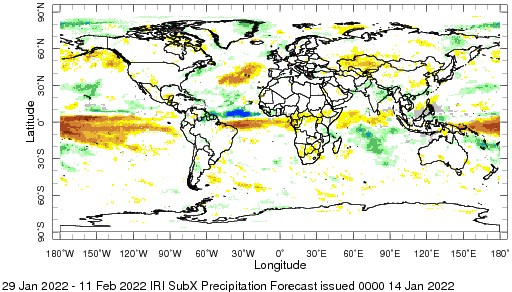 90°N
60°N
30°N
0°
30°S
60°S
90°S
Latitude
180°W 150°W 120°W 90°W 60°W 30°W 0° 30°E 60°E 90°E 120°E 150°E 180°E
Longitude
29 Jan 2022 - 11 Feb 2022 IRI SubX Precipitation Forecast issued 0000 14 Jan 2022